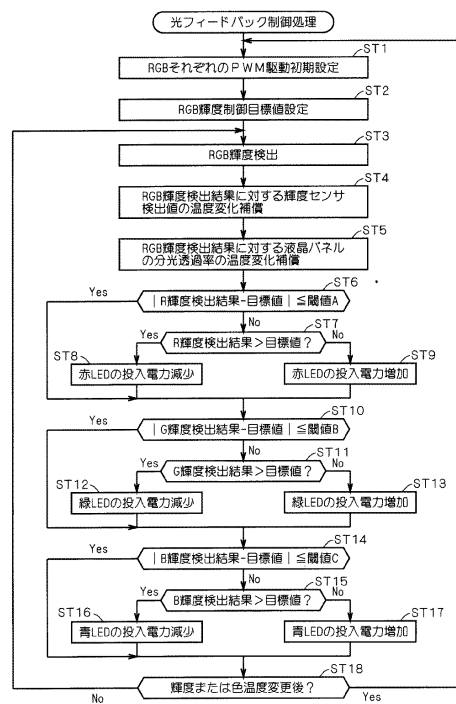 光フィードバック制御処理
ST1
RGBそれぞれのPWM駆動初期設定
ST2
RGB輝度制御目標値設定
ST3
RGB輝度検出
ST4
RGB輝度検出結果に対する輝度センサ
検出値の温度変化補償
ST5
RGB輝度検出結果に対する液晶パネル
の分光透過率の温度変化補償
ST6
Yes
|R輝度検出結果-目標値|≦閾値A
No
ST7
Yes
R輝度検出結果>目標値?
No
ST8
赤LEDの投入電力減少
ST9
赤LEDの投入電力増加
ST10
Yes
|G輝度検出結果-目標値|≦閾値B
No
ST11
Yes
G輝度検出結果>目標値?
No
ST12
緑LEDの投入電力減少
ST13
緑LEDの投入電力増加
ST14
Yes
|B輝度検出結果-目標値|≦閾値C
No
ST15
Yes
B輝度検出結果>目標値?
No
ST16
青LEDの投入電力減少
ST17
青LEDの投入電力増加
ST18
輝度または色温度変更後?
No
Yes